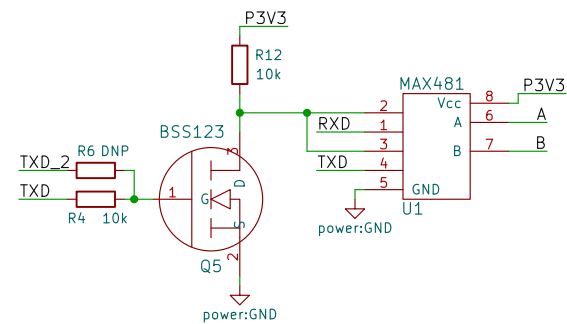 P3V3
R12
10k
MAX481
P3V3
Vcc
8
2
A
6
A
RXD
1
BSS123
3
B
7
B
3
R6 DNP
TXD_2
TXD
4
D
5
GND
TXD
1
G
U1
R4
10k
S
power:GND
2
Q5
power:GND